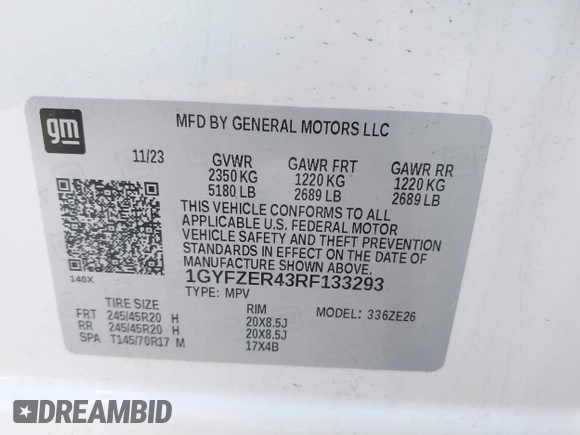 gm
MFD BY GENERAL MOTORS LLC
11/23 GVWR GAWR FRT GAWR RR
2350 KG 1220 KG 1220 KG
5180 LB 2689 LB 2689 LB
THIS VEHICLE CONFORMS TO ALL
APPLICABLE U.S. FEDERAL MOTOR
VEHICLE SAFETY AND THEFT PREVENTION
STANDARDS IN EFFECT ON THE DATE OF
MANUFACTURE SHOWN ABOVE.
1GYFZER43RF133293
140X TYPE: MPV
TIRE SIZE RIM MODEL: 336ZE26
FRT 245/45R20 H 20X8.5J
RR 245/45R20 H 20X8.5J
SPA T145/70R17 M 17X4B
DREAMBID